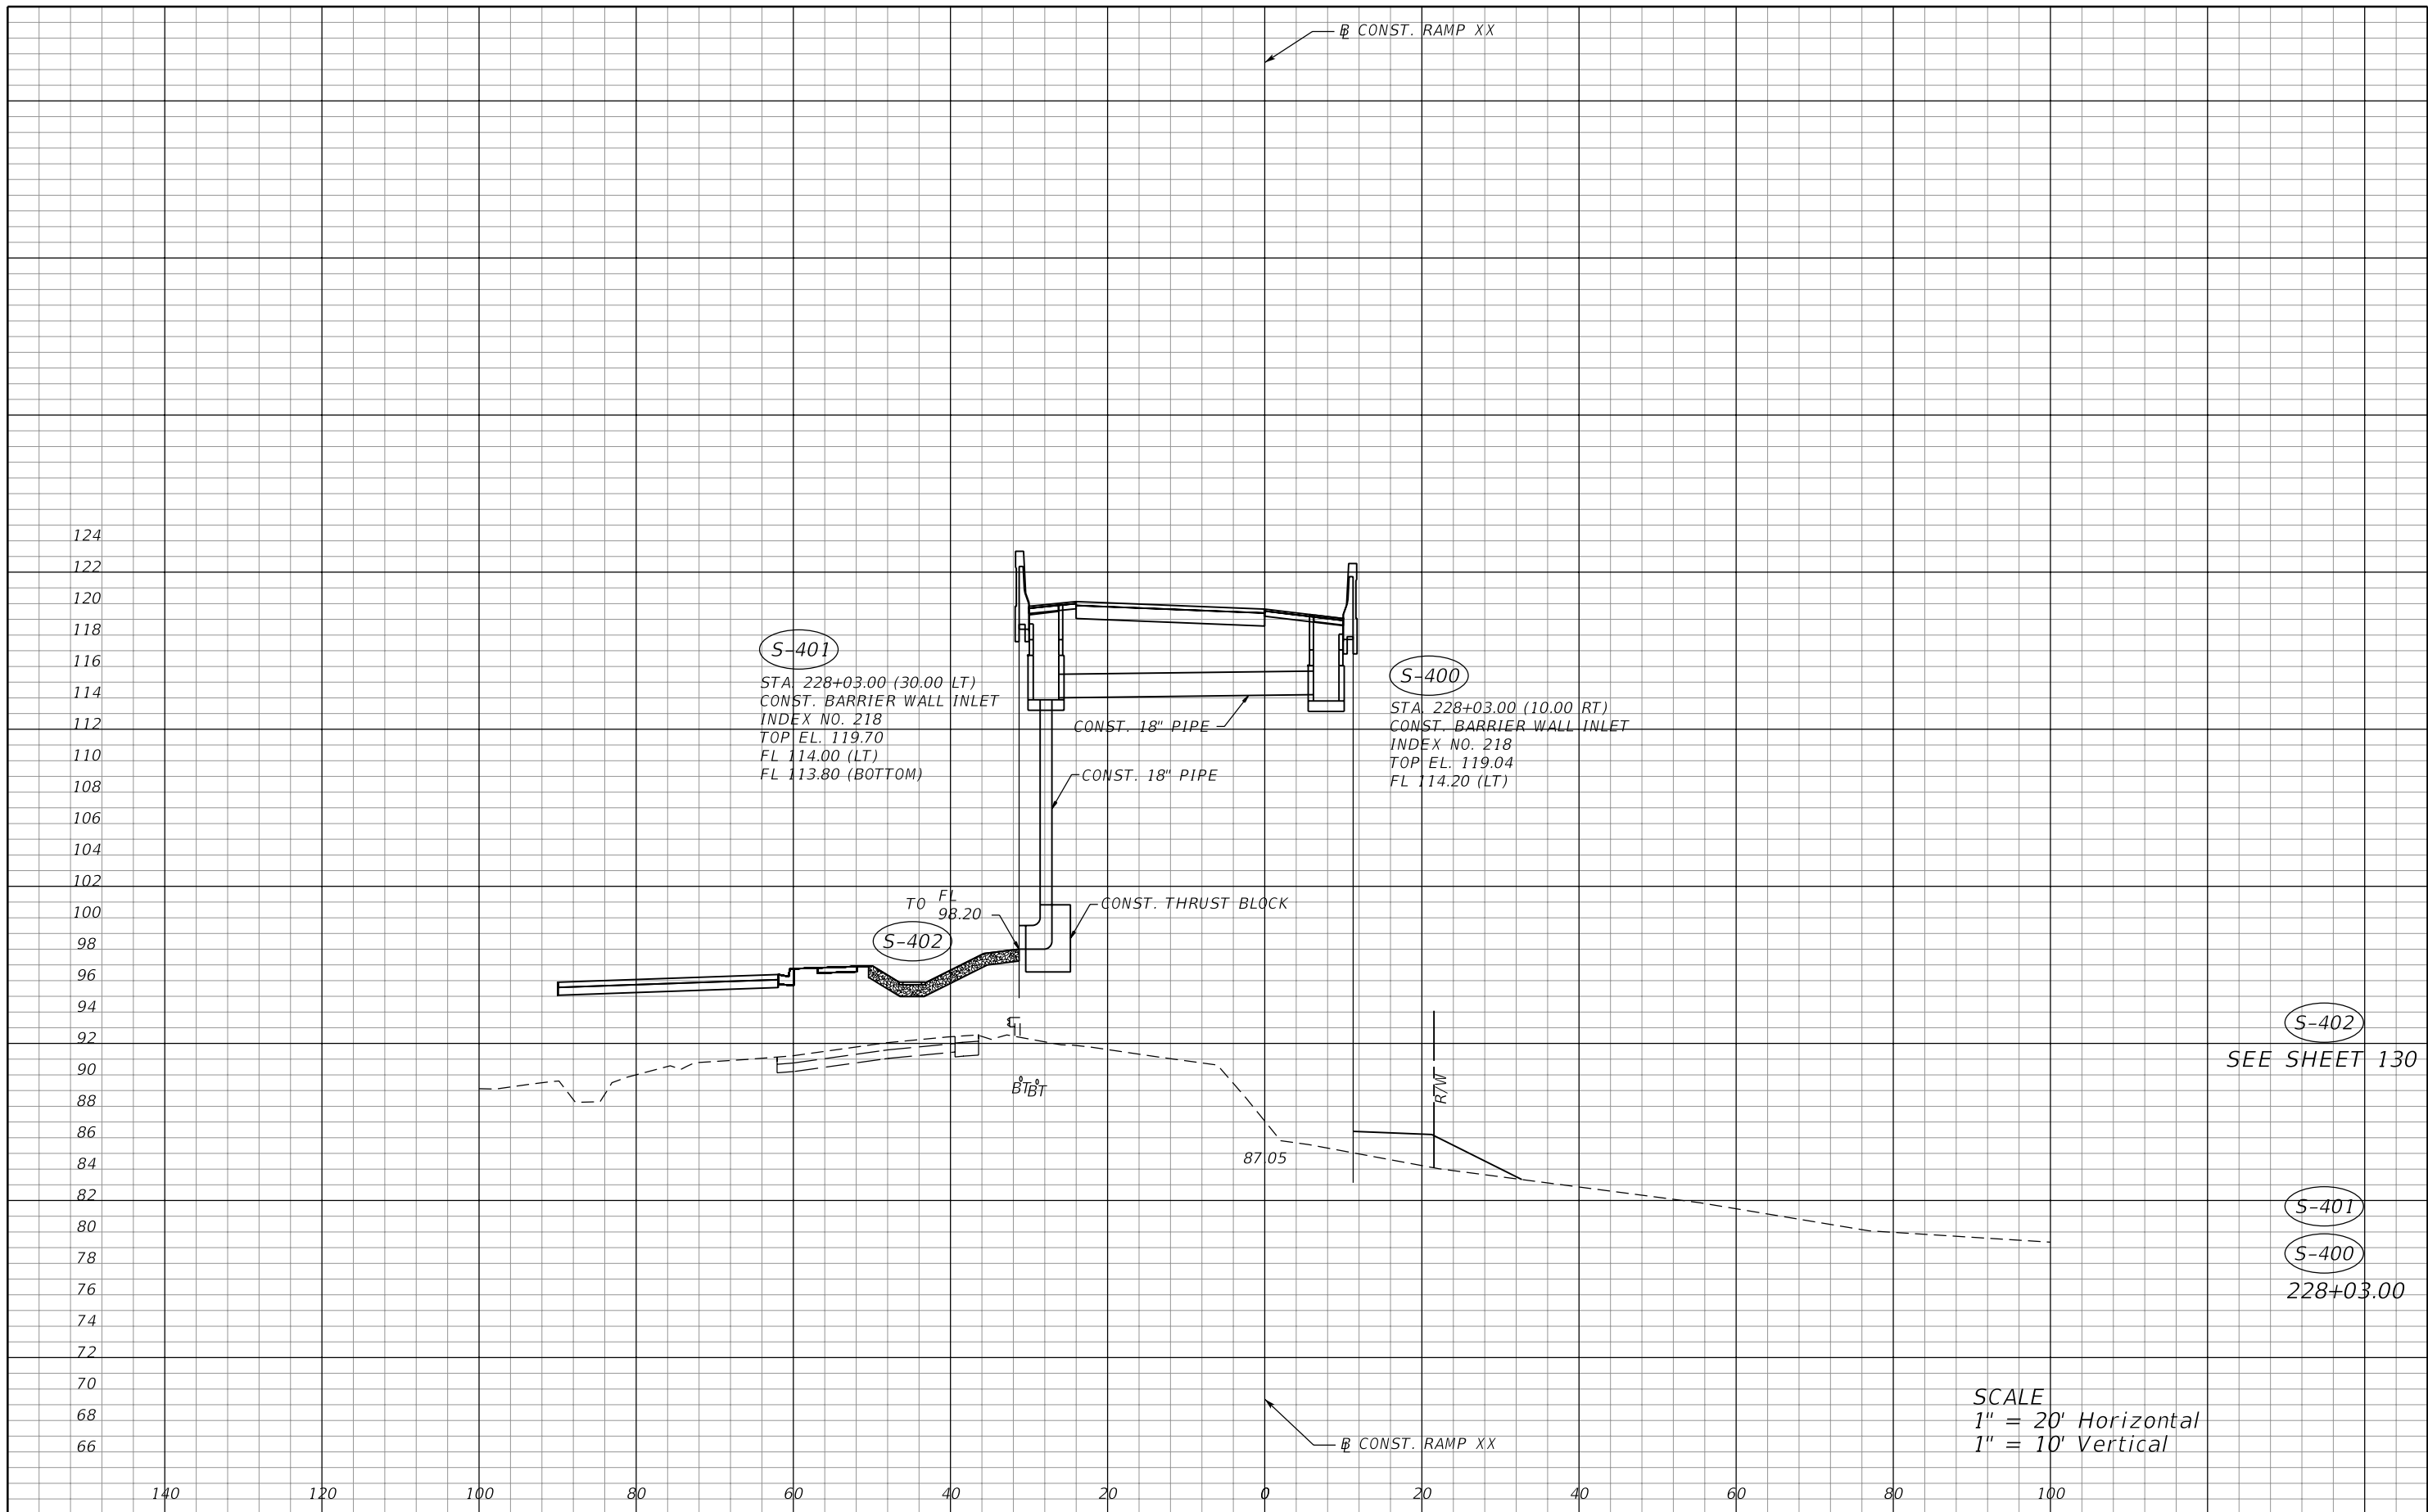 BL CONST. RAMP XX
124
122
120
118
116
114
112
110
108
106
104
102
100
98
96
94
92
90
88
86
84
82
80
78
76
74
72
70
68
66
S-401
STA. 228+03.00 (30.00 LT)
CONST. BARRIER WALL INLET
INDEX NO. 218
TOP EL. 119.70
FL 114.00 (LT)
FL 113.80 (BOTTOM)
CONST. 18" PIPE
CONST. 18" PIPE
S-400
STA. 228+03.00 (10.00 RT)
CONST. BARRIER WALL INLET
INDEX NO. 218
TOP EL. 119.04
FL 114.20 (LT)
TO FL 98.20
CONST. THRUST BLOCK
S-402
BT
BT
R/W
87.05
S-402
SEE SHEET 130
S-401
S-400
228+03.00
SCALE
1" = 20' Horizontal
1" = 10' Vertical
BL CONST. RAMP XX
140 120 100 80 60 40 20 0 20 40 60 80 100